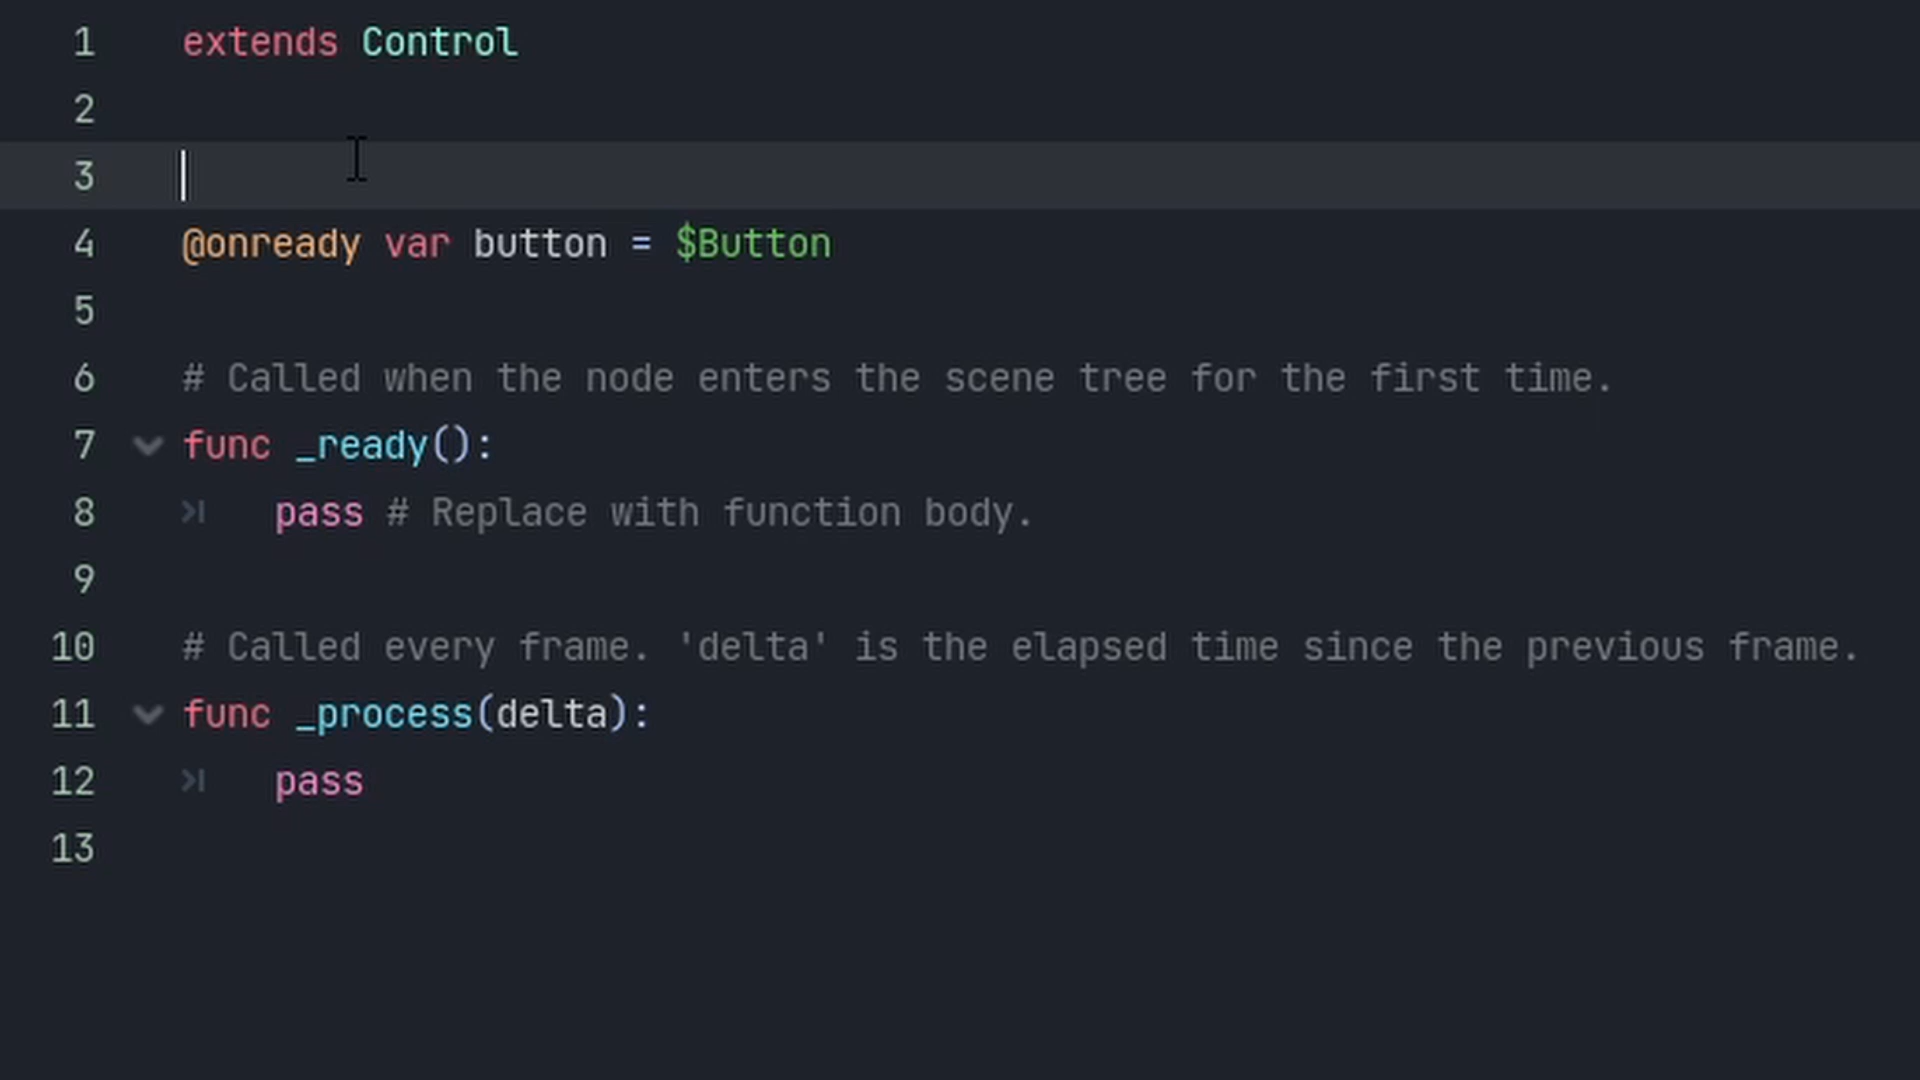 1 extends Control
2
3
4 @onready var button = $Button
5
6 # Called when the node enters the scene tree for the first time.
7 func _ready():
8 pass # Replace with function body.
9
10 # Called every frame. 'delta' is the elapsed time since the previous frame.
11 func _process(delta):
12 pass
13